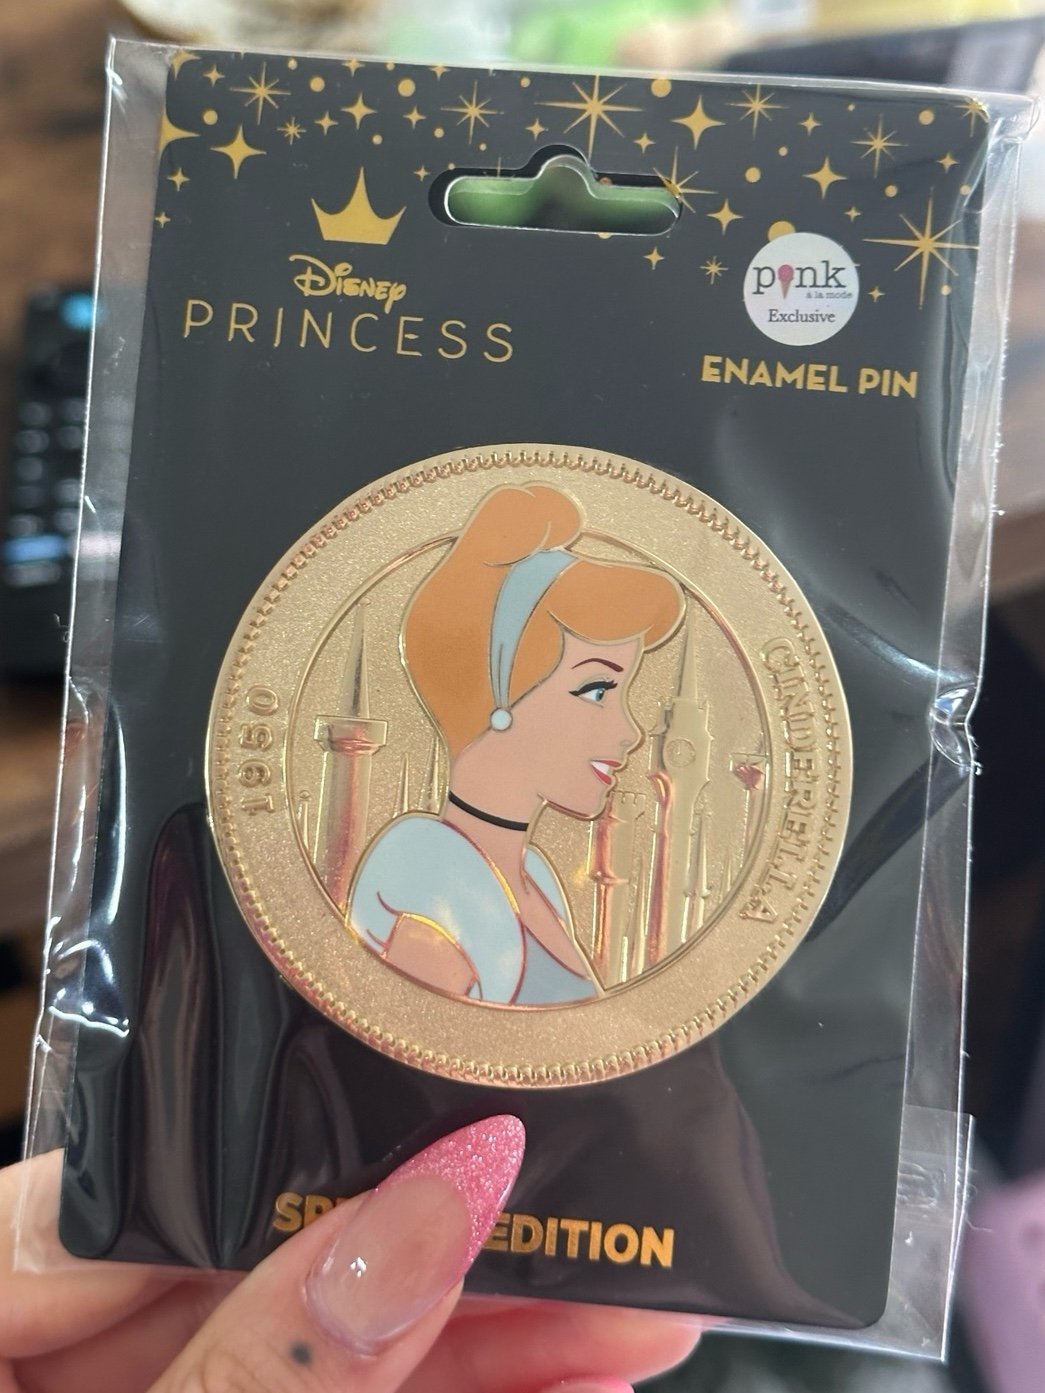 Disney
PRINCESS
pink
à la mode
Exclusive
ENAMEL PIN
1950
CINDERELLA
EDITION